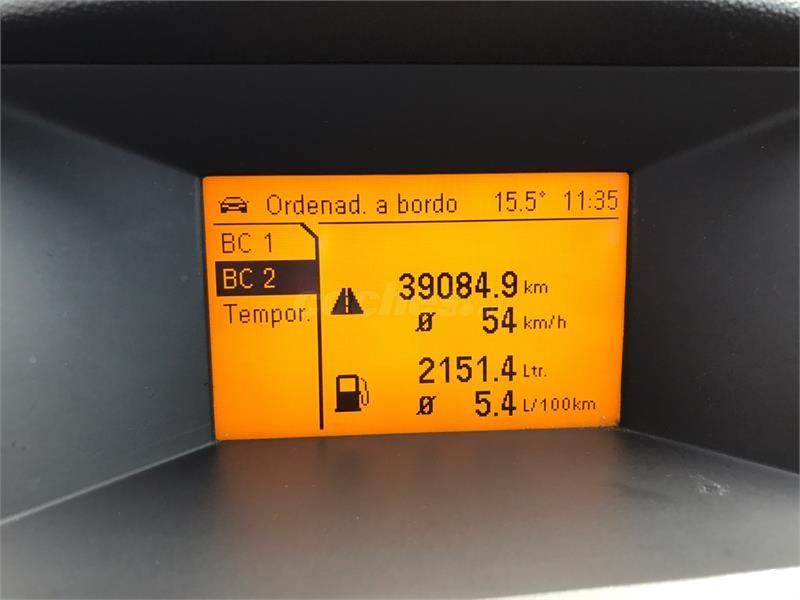 Ordenad. a bordo 15.5° 11:35
BC 1
BC 2
Tempor.
39084.9 km
Ø 54 km/h
2151.4 Ltr.
Ø 5.4 L/100km
coches.